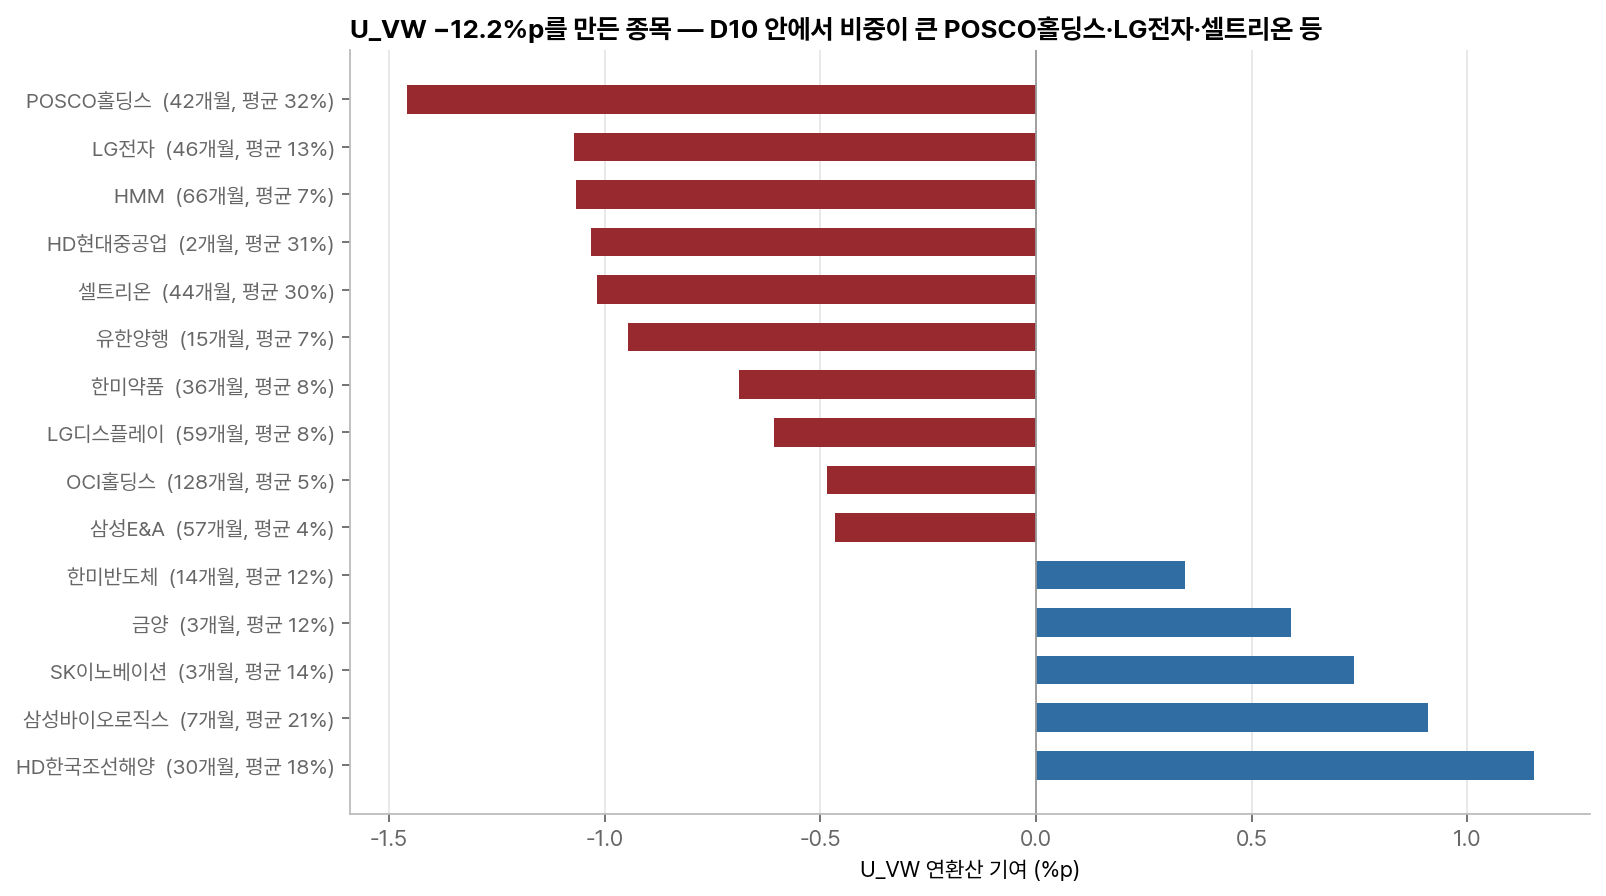 U_VW −12.2%p를 만든 종목 — D10 안에서 비중이 큰 POSCO홀딩스·LG전자·셀트리온 등
POSCO홀딩스 (42개월, 평균 32%)
LG전자 (46개월, 평균 13%)
HMM (66개월, 평균 7%)
HD현대중공업 (2개월, 평균 31%)
셀트리온 (44개월, 평균 30%)
유한양행 (15개월, 평균 7%)
한미약품 (36개월, 평균 8%)
LG디스플레이 (59개월, 평균 8%)
OCI홀딩스 (128개월, 평균 5%)
삼성E&A (57개월, 평균 4%)
한미반도체 (14개월, 평균 12%)
금양 (3개월, 평균 12%)
SK이노베이션 (3개월, 평균 14%)
삼성바이오로직스 (7개월, 평균 21%)
HD한국조선해양 (30개월, 평균 18%)
-1.5 -1.0 -0.5 0.0 0.5 1.0
U_VW 연환산 기여 (%p)